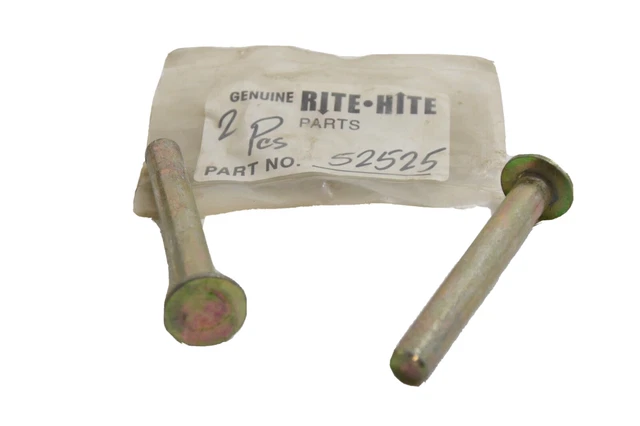 GENUINE RITE-HITE
2 Pcs PARTS
PART NO. 52525